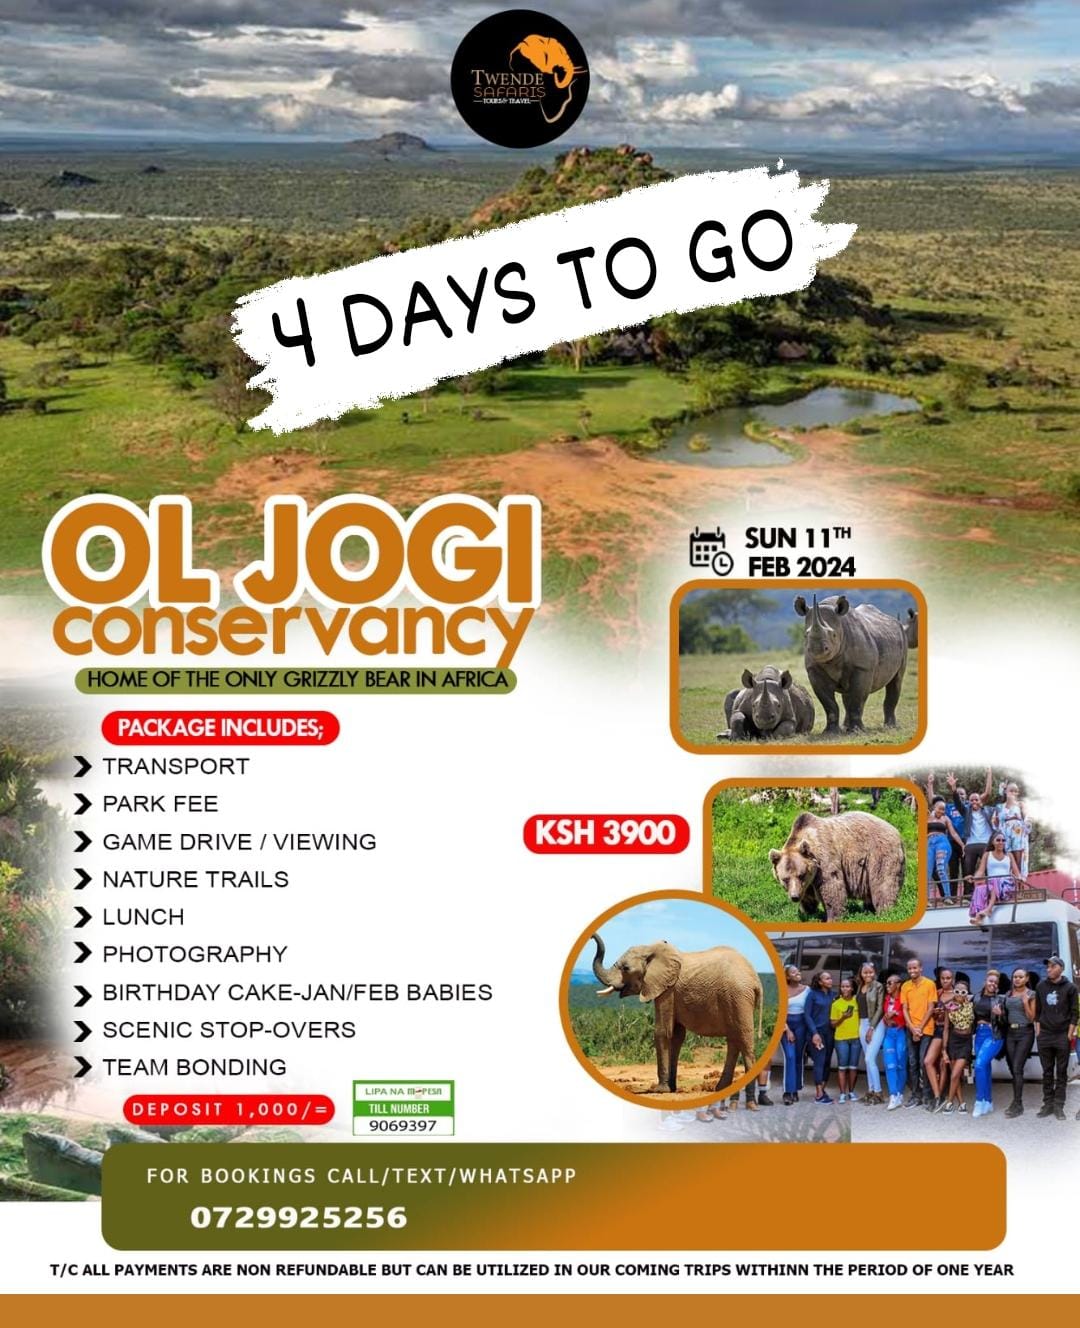 TWENDE
SAFARIS
TOURS & TRAVEL
4 DAYS TO GO
OL JOGI
conservancy
HOME OF THE ONLY GRIZZLY BEAR IN AFRICA
SUN 11TH
FEB 2024
PACKAGE INCLUDES;
TRANSPORT
PARK FEE
GAME DRIVE / VIEWING
NATURE TRAILS
LUNCH
PHOTOGRAPHY
BIRTHDAY CAKE-JAN/FEB BABIES
SCENIC STOP-OVERS
TEAM BONDING
KSH 3900
DEPOSIT 1,000/=
LIPA NA M-PESA
TILL NUMBER
9069397
FOR BOOKINGS CALL/TEXT/WHATSAPP
0729925256
T/C ALL PAYMENTS ARE NON REFUNDABLE BUT CAN BE UTILIZED IN OUR COMING TRIPS WITHINN THE PERIOD OF ONE YEAR